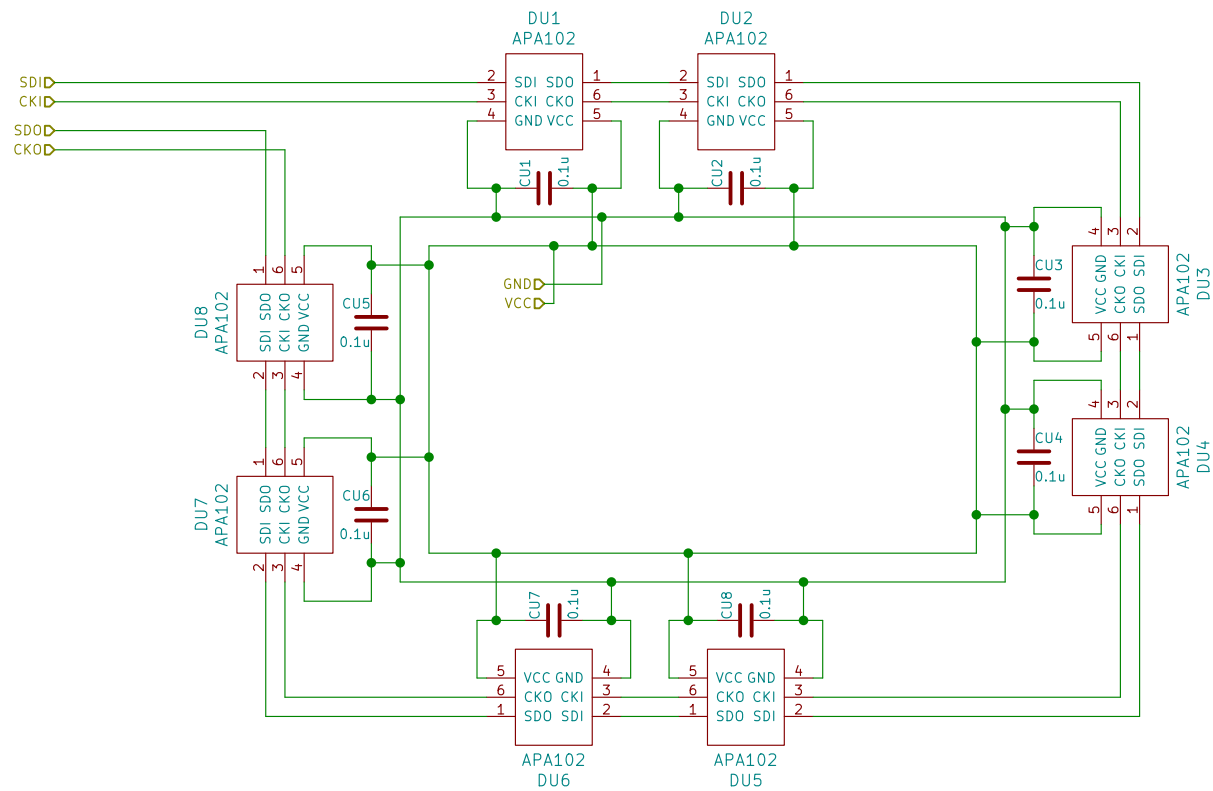 DU1
APA102
DU2
APA102
SDI
CKI
SDO
CKO
2 SDI SDO 1
3 CKI CKO 6
4 GND VCC 5
2 SDI SDO 1
3 CKI CKO 6
4 GND VCC 5
CU1
0.1u
CU2
0.1u
GND
VCC
4 3 2
GND CKI SDI
VCC CKO SDO
5 6 1
CU3
0.1u
APA102
DU3
1 6 5
SDO CKO VCC
SDI CKI GND
2 3 4
DU8
APA102
CU5
0.1u
4 3 2
GND CKI SDI
VCC CKO SDO
5 6 1
CU4
0.1u
APA102
DU4
1 6 5
SDO CKO VCC
SDI CKI GND
2 3 4
DU7
APA102
CU6
0.1u
CU7
0.1u
CU8
0.1u
5 VCC GND 4
6 CKO CKI 3
1 SDO SDI 2
5 VCC GND 4
6 CKO CKI 3
1 SDO SDI 2
APA102
DU6
APA102
DU5